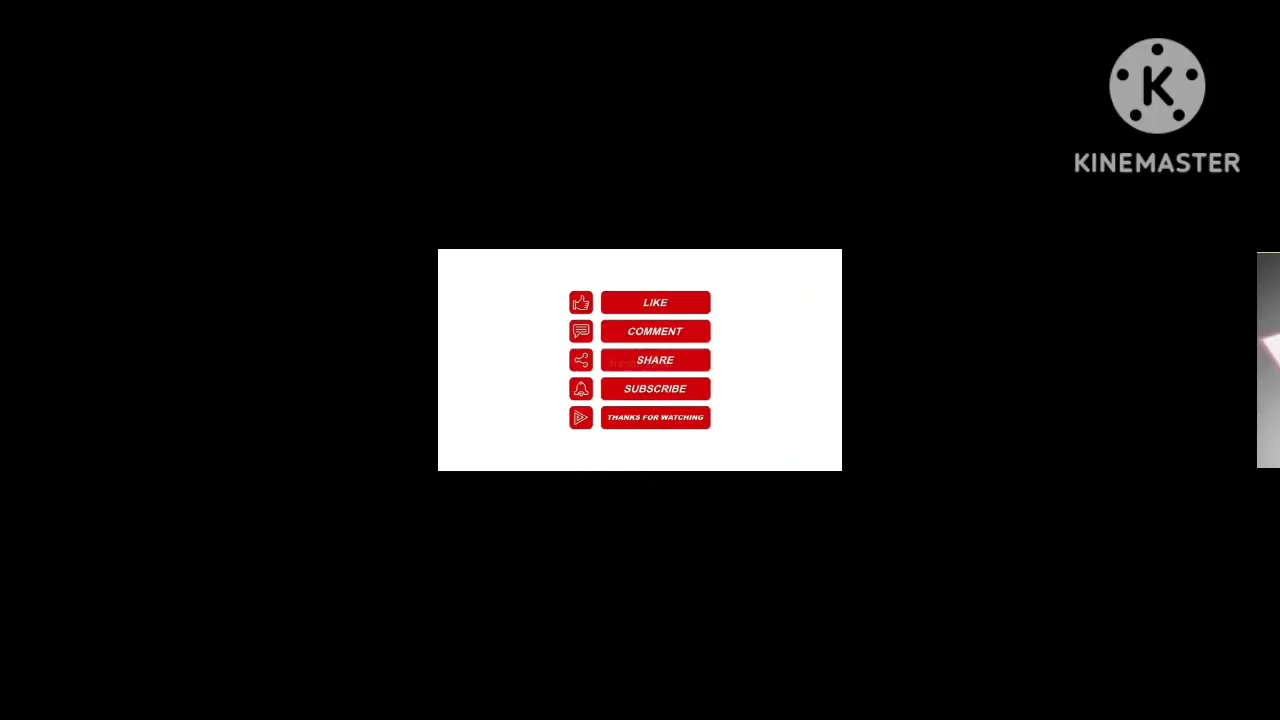 K
KINEMASTER
LIKE
COMMENT
SHARE
SUBSCRIBE
THANKS FOR WATCHING